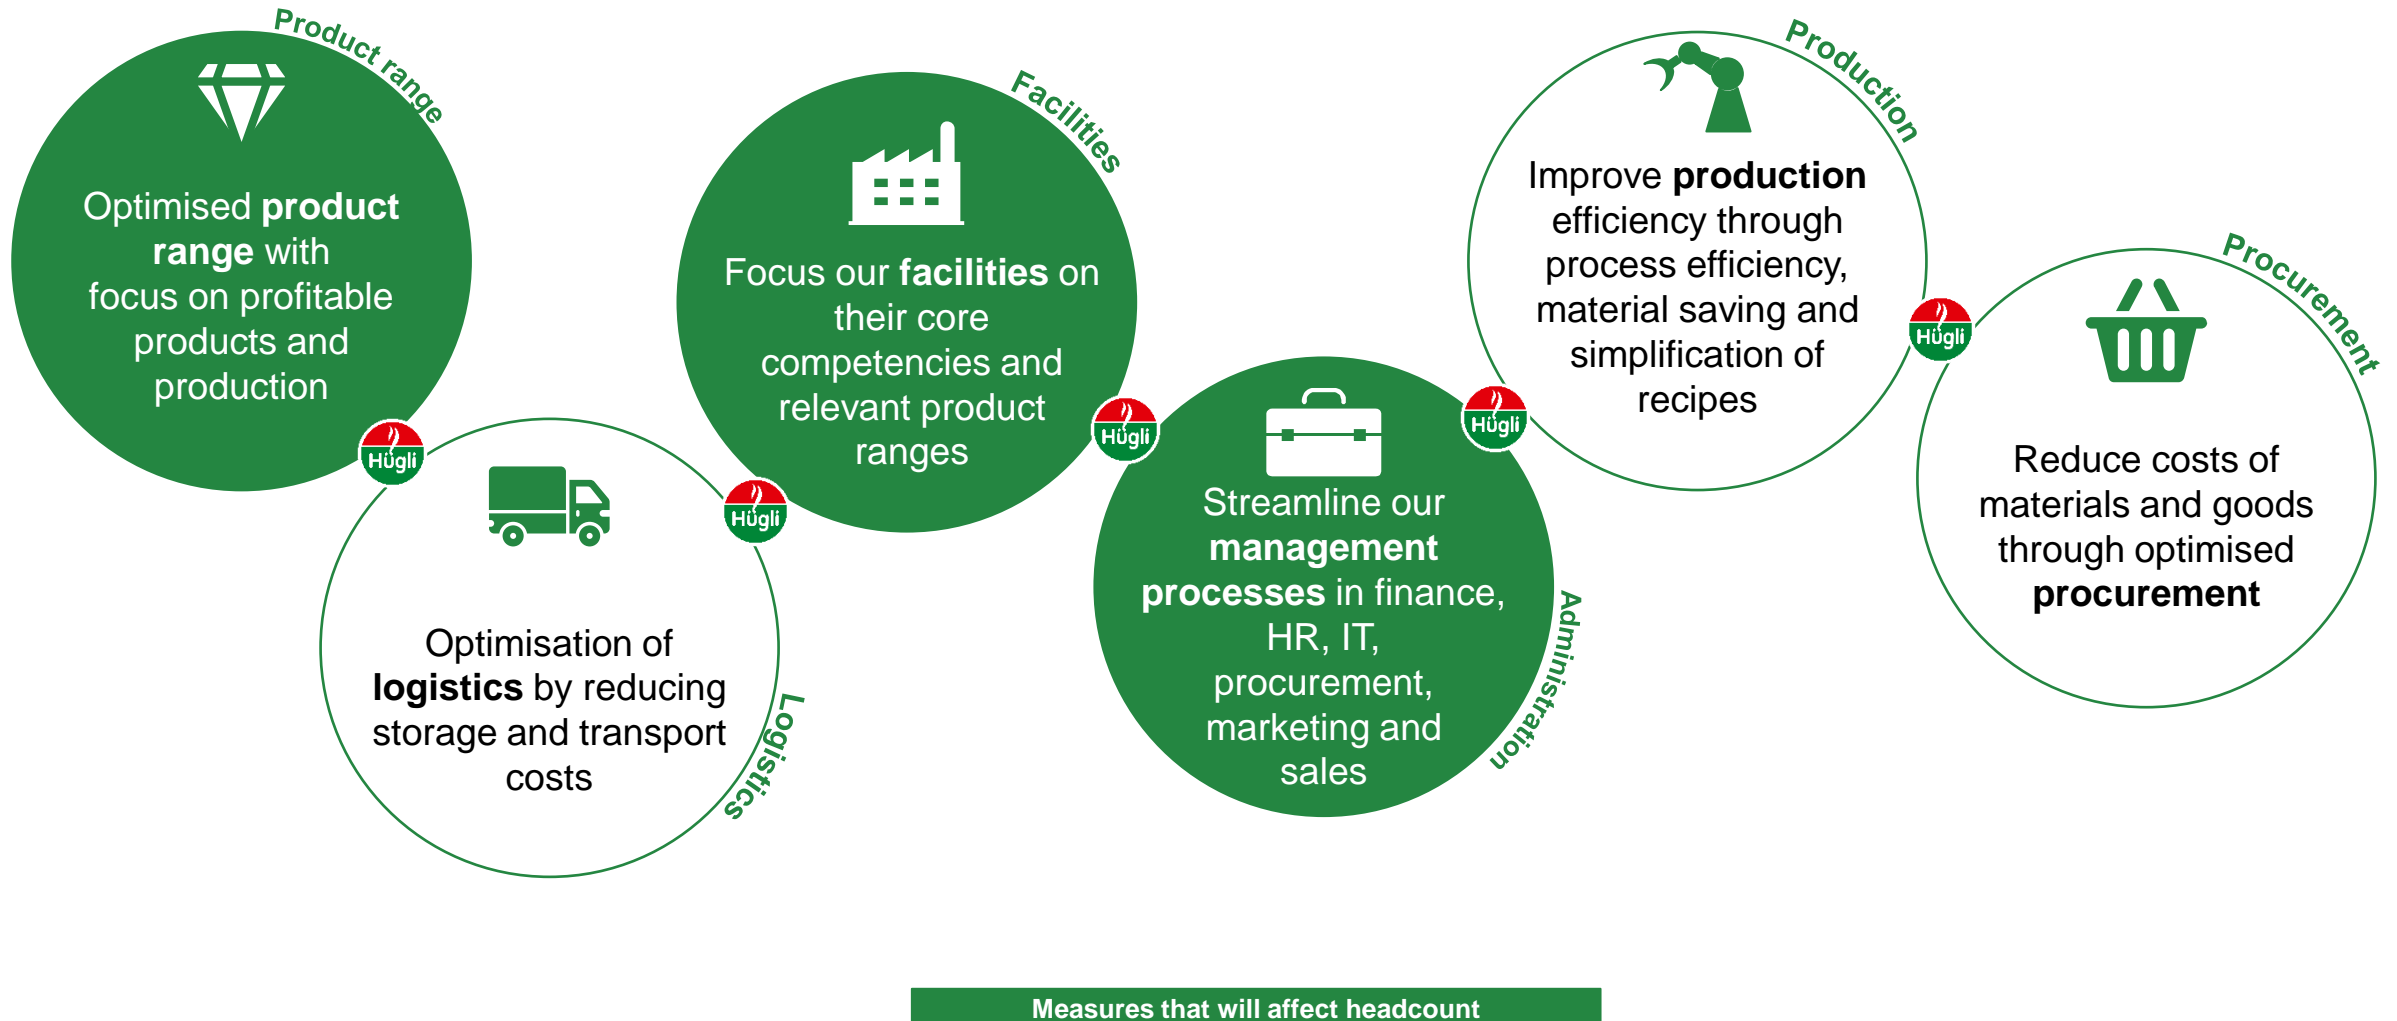 Product range
Optimised product
range with
focus on profitable
products and
production
Hügli
Optimisation of
logistics by reducing
storage and transport
costs
Logistics
Hügli
Facilities
Focus our facilities on
their core
competencies and
relevant product
ranges
Hügli
Streamline our
management
processes in finance,
HR, IT,
procurement,
marketing and
sales
Administration
Hügli
Production
Improve production
efficiency through
process efficiency,
material saving and
simplification of
recipes
Hügli
Procurement
Reduce costs of
materials and goods
through optimised
procurement
Measures that will affect headcount